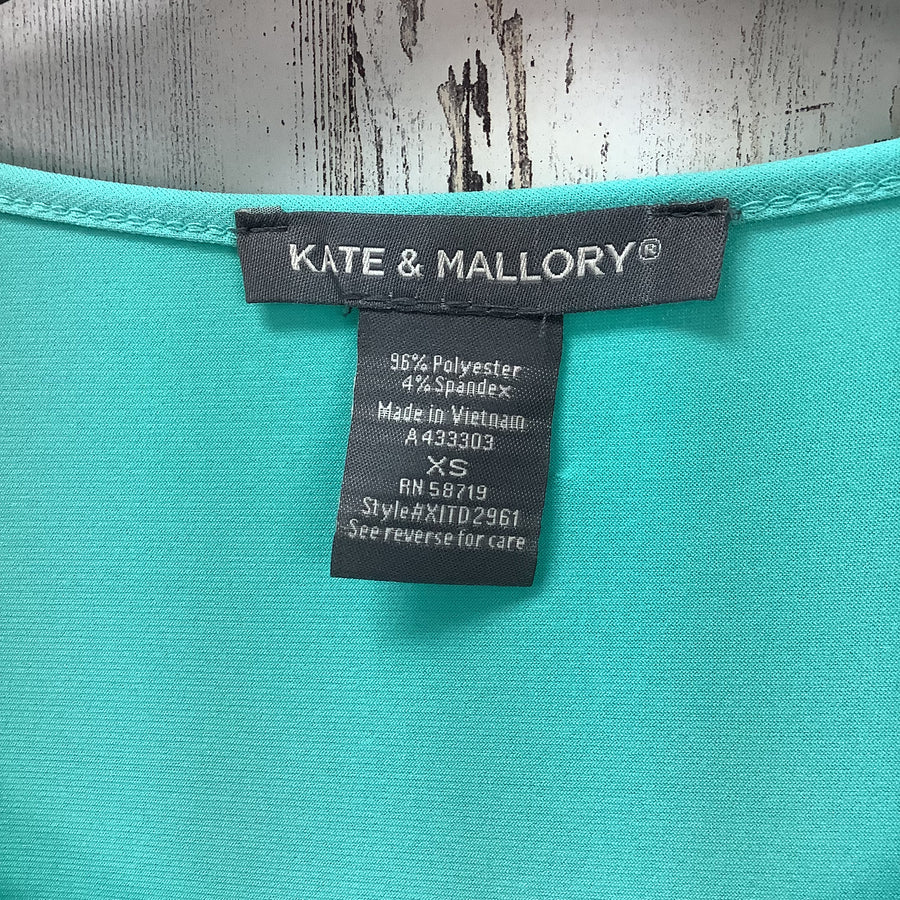 KATE & MALLORY®
96% Polyester
4% Spandex
Made in Vietnam
A433303
XS
RN 58719
Style#XITD2961
See reverse for care